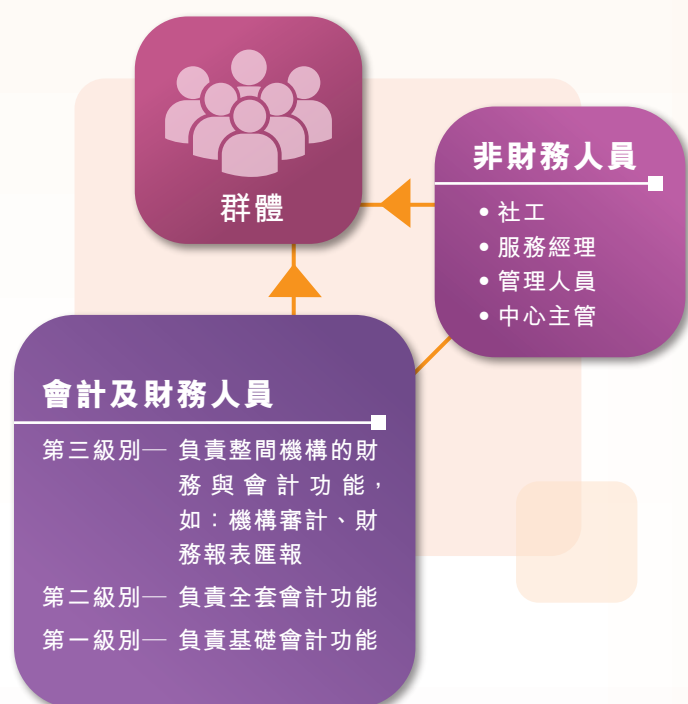 群體
非財務人員
• 社工
• 服務經理
• 管理人員
• 中心主管
會計及財務人員
第三級別— 負責整間機構的財
務與會計功能，
如：機構審計、財
務報表匯報
第二級別— 負責全套會計功能
第一級別— 負責基礎會計功能